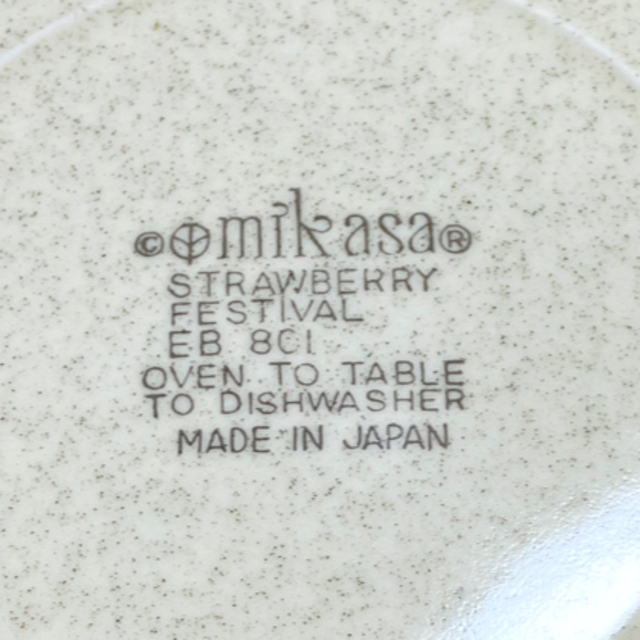 © mikasa®
STRAWBERRY
FESTIVAL
EB 801
OVEN TO TABLE
TO DISHWASHER
MADE IN JAPAN